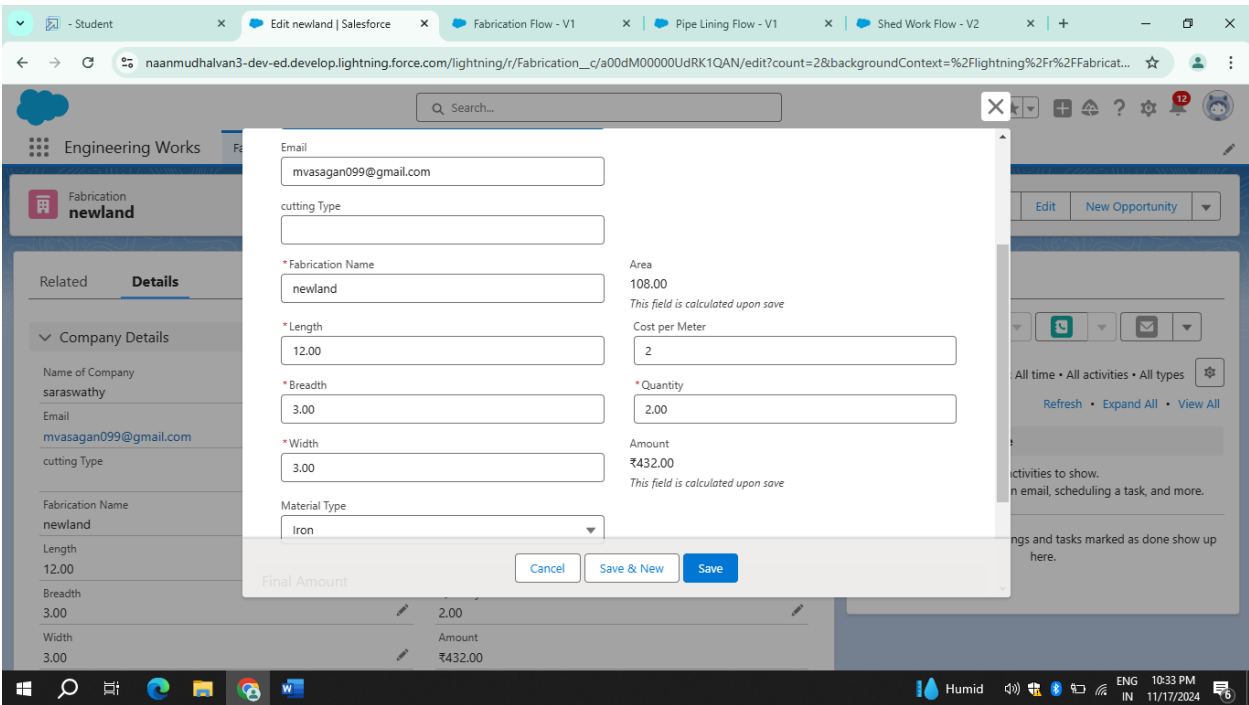 - Student
Edit newland | Salesforce
Fabrication Flow - V1
Pipe Lining Flow - V1
Shed Work Flow - V2
naanmudhalvan3-dev-ed.develop.lightning.force.com/lightning/r/Fabrication__c/a00dM00000UdRK1QAN/edit?count=2&backgroundContext=%2Flightning%2Fr%2FFabricat...
Search...
12
Engineering Works
Fa
Fabrication
newland
Edit
New Opportunity
Related
Details
Company Details
Name of Company
saraswathy
Email
mvasagan099@gmail.com
cutting Type
Fabrication Name
newland
Length
12.00
Breadth
3.00
2.00
Width
3.00
Amount
₹432.00
Email
mvasagan099@gmail.com
cutting Type
*Fabrication Name
newland
Area
108.00
This field is calculated upon save
*Length
12.00
Cost per Meter
2
*Breadth
3.00
*Quantity
2.00
*Width
3.00
Amount
₹432.00
This field is calculated upon save
Material Type
Iron
Final Amount
Cancel
Save & New
Save
All time • All activities • All types
Refresh • Expand All • View All
ctivities to show.
n email, scheduling a task, and more.
ngs and tasks marked as done show up
here.
Humid
ENG
IN
10:33 PM
11/17/2024
6